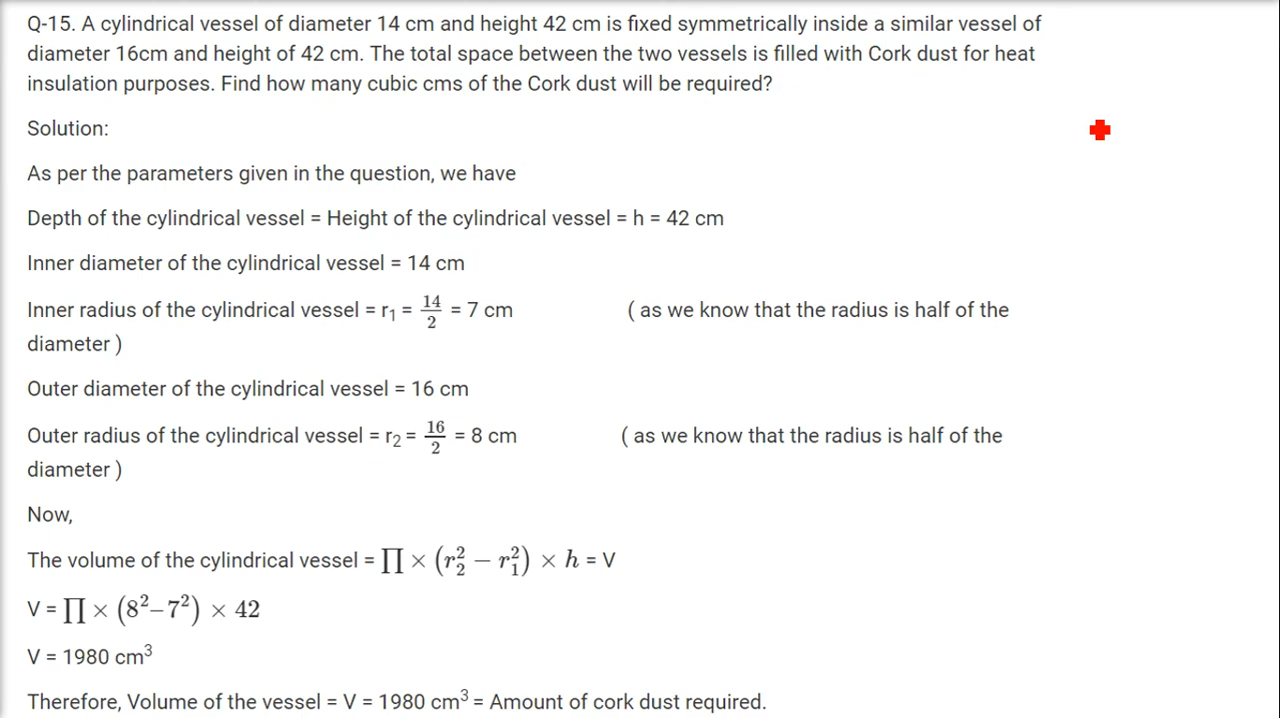 Q-15. A cylindrical vessel of diameter 14 cm and height 42 cm is fixed symmetrically inside a similar vessel of
diameter 16cm and height of 42 cm. The total space between the two vessels is filled with Cork dust for heat
insulation purposes. Find how many cubic cms of the Cork dust will be required?
Solution:
As per the parameters given in the question, we have
Depth of the cylindrical vessel = Height of the cylindrical vessel = h = 42 cm
Inner diameter of the cylindrical vessel = 14 cm
Inner radius of the cylindrical vessel = r₁ = 14/2 = 7 cm ( as we know that the radius is half of the
diameter )
Outer diameter of the cylindrical vessel = 16 cm
Outer radius of the cylindrical vessel = r₂ = 16/2 = 8 cm ( as we know that the radius is half of the
diameter )
Now,
The volume of the cylindrical vessel = ∏ × (r₂² − r₁²) × h = V
V = ∏ × (8²–7²) × 42
V = 1980 cm³
Therefore, Volume of the vessel = V = 1980 cm³ = Amount of cork dust required.